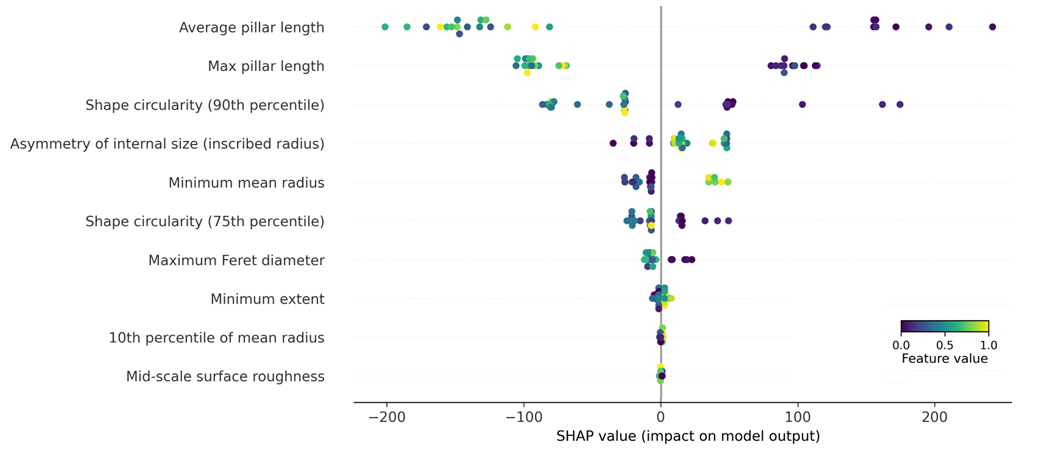 Average pillar length
Max pillar length
Shape circularity (90th percentile)
Asymmetry of internal size (inscribed radius)
Minimum mean radius
Shape circularity (75th percentile)
Maximum Feret diameter
Minimum extent
10th percentile of mean radius
Mid-scale surface roughness
0.0 0.5 1.0
Feature value
−200 −100 0 100 200
SHAP value (impact on model output)